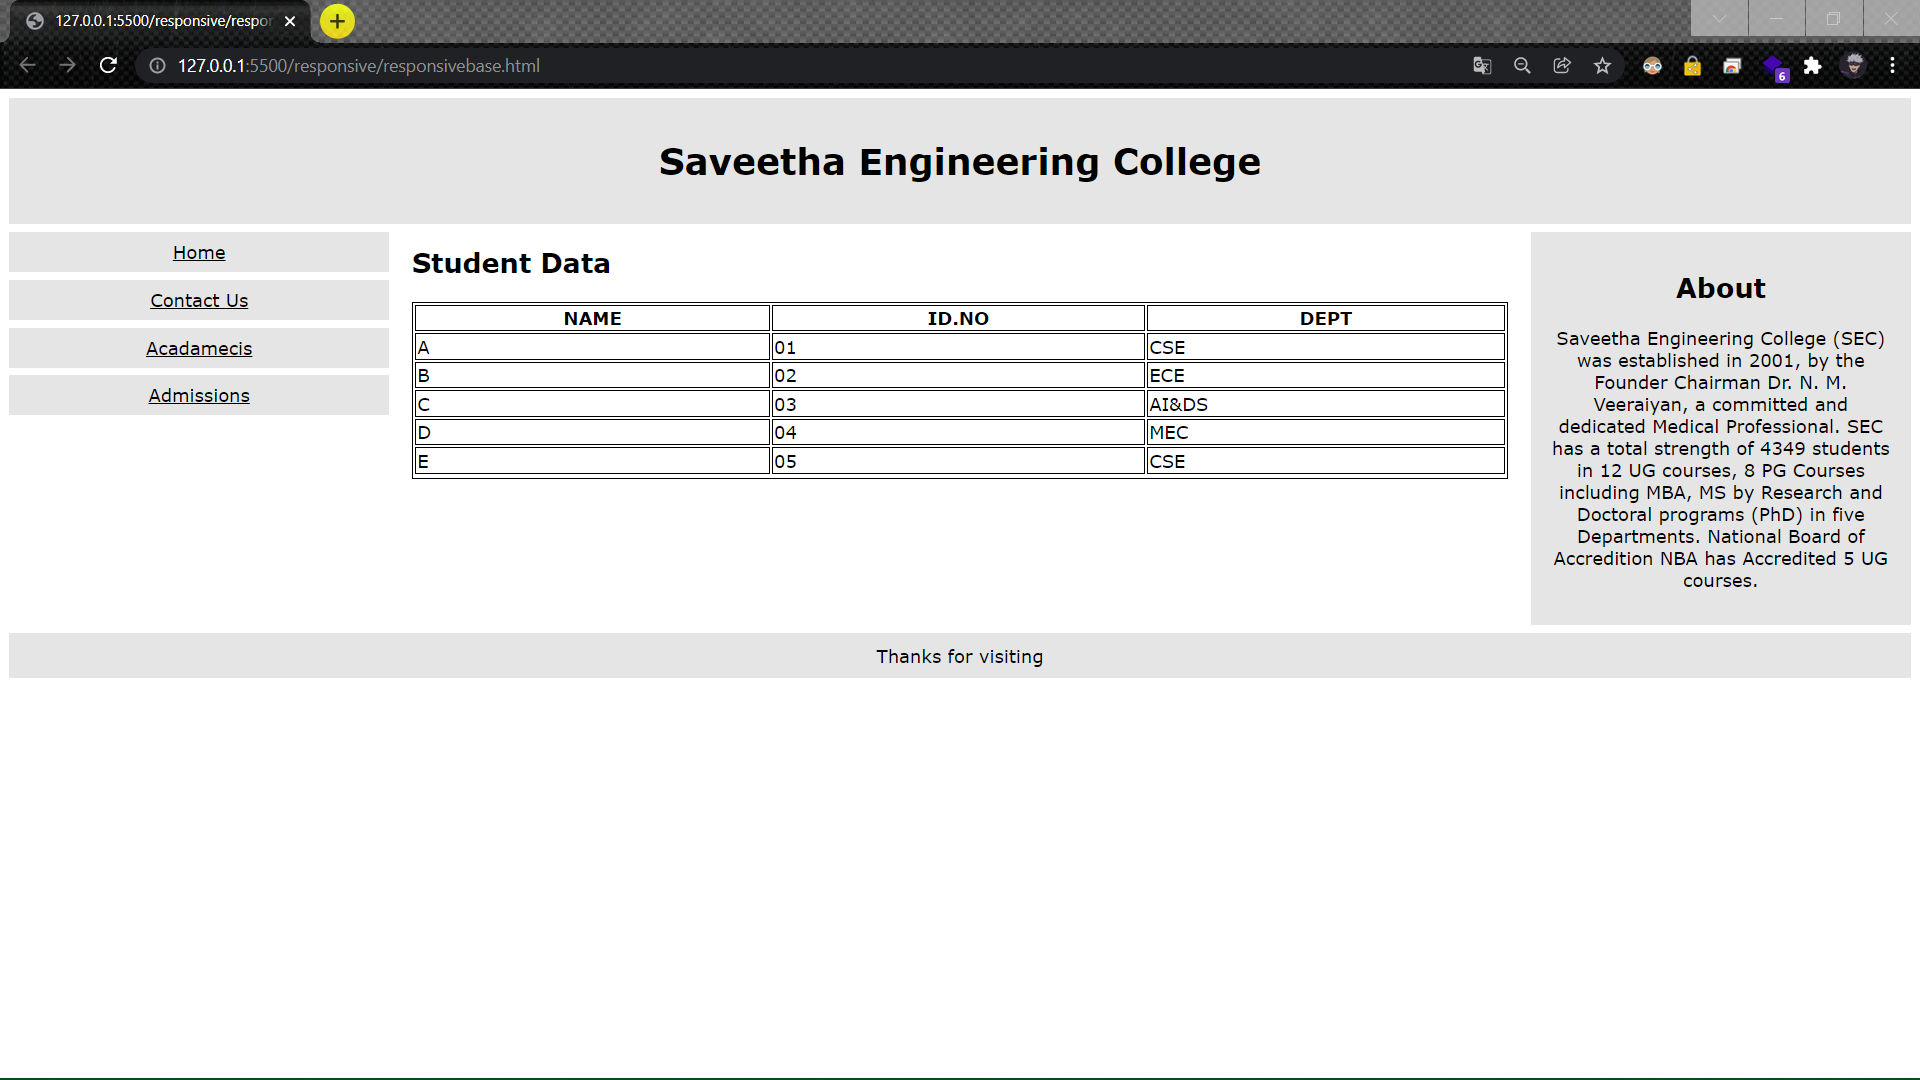 127.0.0.1:5500/responsive/respor
127.0.0.1:5500/responsive/responsivebase.html
6
Saveetha Engineering College
Home
Contact Us
Acadamecis
Admissions
Student Data
NAME ID.NO DEPT
A 01 CSE
B 02 ECE
C 03 AI&DS
D 04 MEC
E 05 CSE
About
Saveetha Engineering College (SEC)
was established in 2001, by the
Founder Chairman Dr. N. M.
Veeraiyan, a committed and
dedicated Medical Professional. SEC
has a total strength of 4349 students
in 12 UG courses, 8 PG Courses
including MBA, MS by Research and
Doctoral programs (PhD) in five
Departments. National Board of
Accredition NBA has Accredited 5 UG
courses.
Thanks for visiting